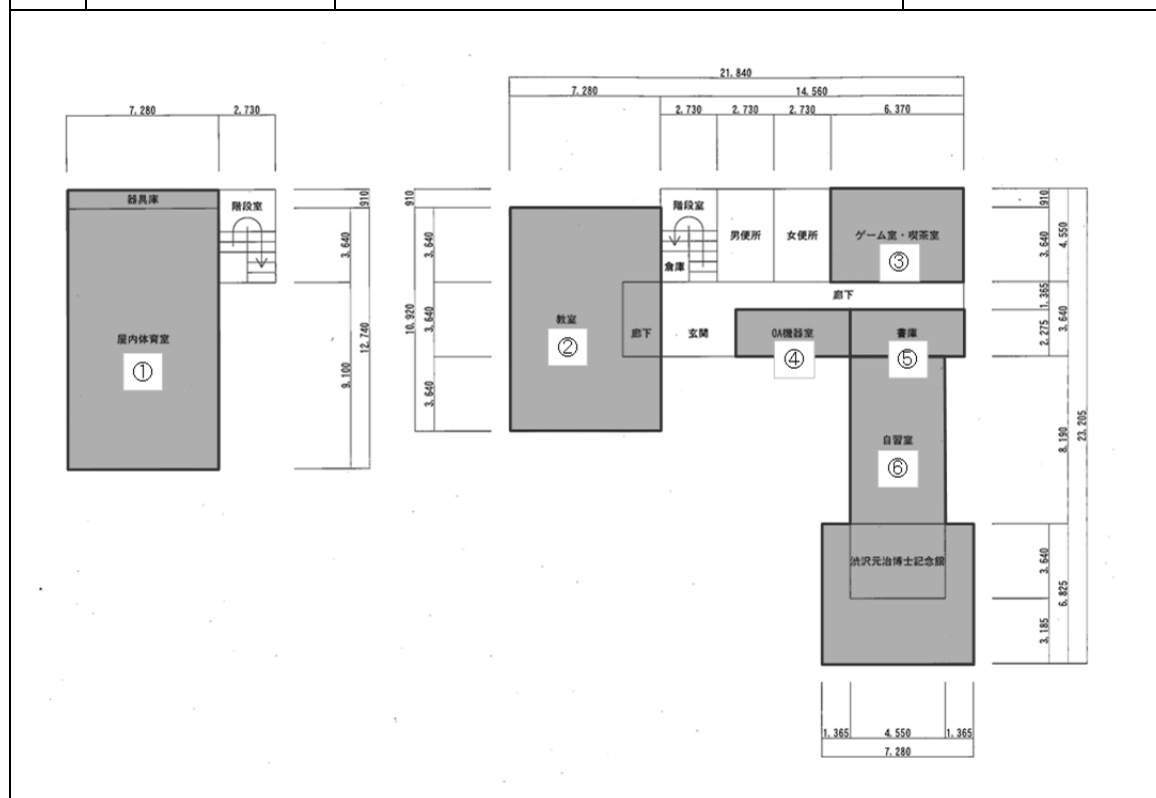 21.840
7.280
14.560
7.280
2.730
2.730
2.730
2.730
6.370
器具庫
階段室
屋内体育室
①
910
3.640
9.100
12.740
910
3.640
3.640
3.640
10.920
教室
②
階段室
倉庫
男便所
女便所
ゲーム室・喫茶室
③
廊下
廊下
玄関
OA機器室
④
書庫
⑤
自習室
⑥
渋沢元治博士記念館
910
3.640
4.550
1.365
2.275
3.640
8.190
23.205
3.640
3.185
6.825
1.365
4.550
1.365
7.280